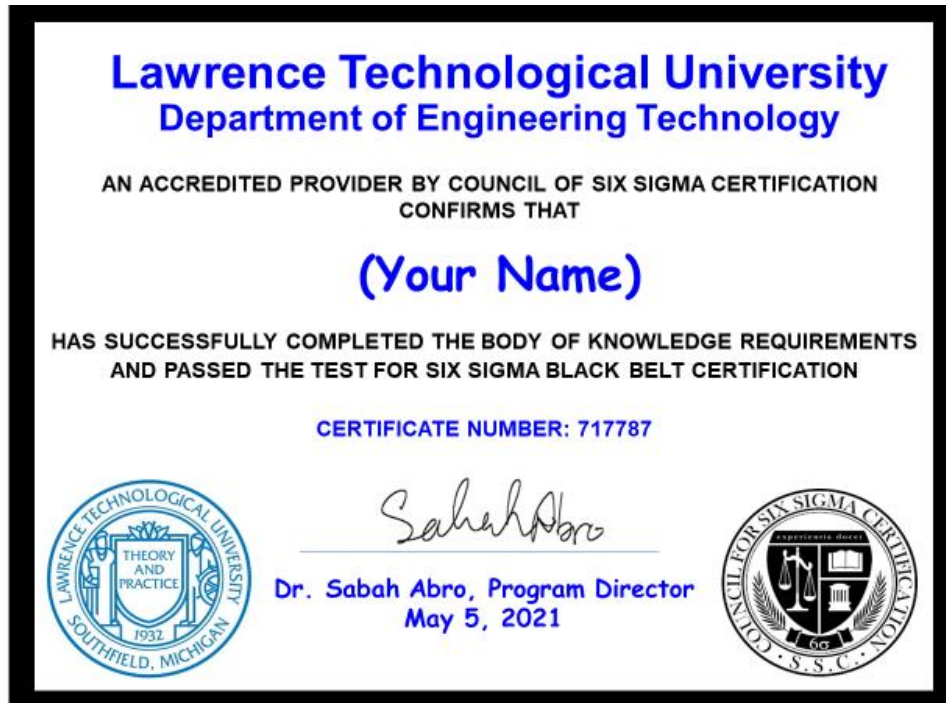 Lawrence Technological University
Department of Engineering Technology
AN ACCREDITED PROVIDER BY COUNCIL OF SIX SIGMA CERTIFICATION
CONFIRMS THAT
(Your Name)
HAS SUCCESSFULLY COMPLETED THE BODY OF KNOWLEDGE REQUIREMENTS
AND PASSED THE TEST FOR SIX SIGMA BLACK BELT CERTIFICATION
CERTIFICATE NUMBER: 717787
Sabah Abro
Dr. Sabah Abro, Program Director
May 5, 2021
LAWRENCE TECHNOLOGICAL UNIVERSITY
THEORY
AND
PRACTICE
1932
SOUTHFIELD, MICHIGAN
COUNCIL FOR SIX SIGMA CERTIFICATION
experientia docet
6σ
· S.S.C. ·